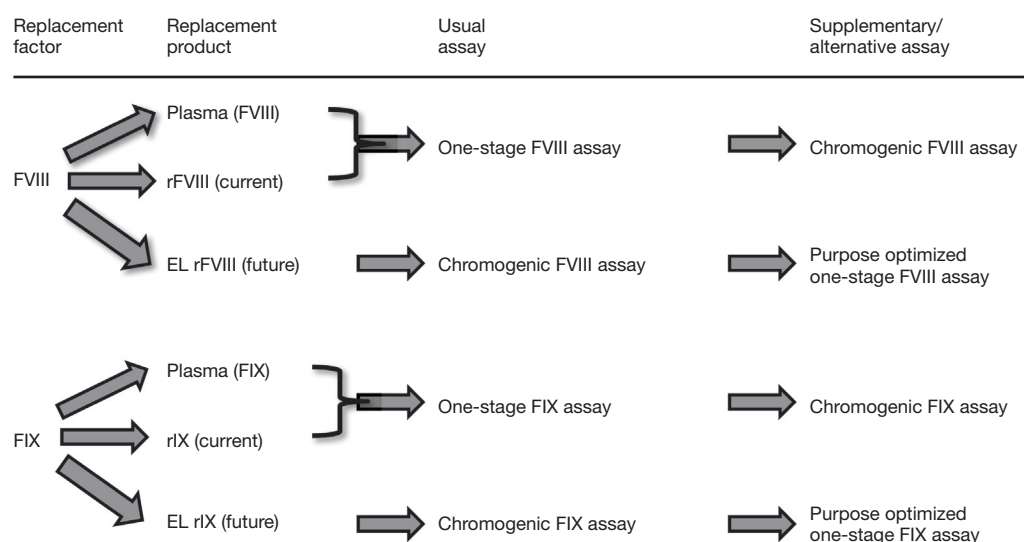 Replacement factor
Replacement product
Usual assay
Supplementary/ alternative assay
FVIII
Plasma (FVIII)
rFVIII (current)
One-stage FVIII assay
Chromogenic FVIII assay
EL rFVIII (future)
Chromogenic FVIII assay
Purpose optimized
one-stage FVIII assay
FIX
Plasma (FIX)
rIX (current)
One-stage FIX assay
Chromogenic FIX assay
EL rIX (future)
Chromogenic FIX assay
Purpose optimized
one-stage FIX assay